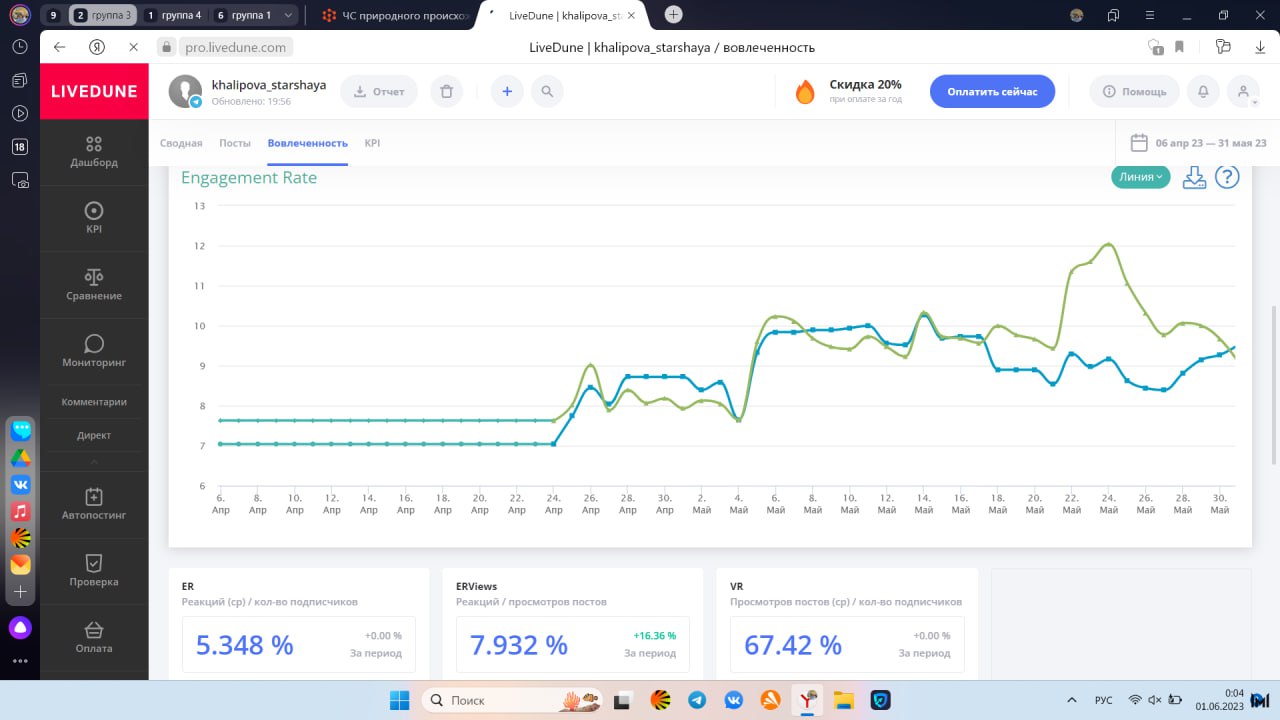 9 2 группа 3 4 группа 4 6 группа 1 ЧС природного происхо LiveDune | khalipova_sta
pro.livedune.com LiveDune | khalipova_starshaya / вовлеченность
LIVEDUNE
khalipova_starshaya
Обновлено: 19:56
Отчет
Скидка 20%
при оплате за год
Оплатить сейчас
Помощь
Сводная Посты Вовлеченность KPI
06 апр 23 — 31 мая 23
18
Дашборд
KPI
Сравнение
Мониторинг
Комментарии
Директ
Автопостинг
Проверка
Оплата
Engagement Rate
Линия
13
12
11
10
9
8
7
6
6. 8. 10. 12. 14. 16. 18. 20. 22. 24. 26. 28. 30. 2. 4. 6. 8. 10. 12. 14. 16. 18. 20. 22. 24. 26. 28. 30.
Апр Апр Апр Апр Апр Апр Апр Апр Апр Апр Апр Апр Апр Май Май Май Май Май Май Май Май Май Май Май Май Май Май Май
ER
Реакций (ср) / кол-во подписчиков
5.348 %
+0.00 %
За период
ERViews
Реакций / просмотров постов
7.932 %
+16.36 %
За период
VR
Просмотров постов (ср) / кол-во подписчиков
67.42 %
+0.00 %
За период
Поиск
РУС
0:04
01.06.2023